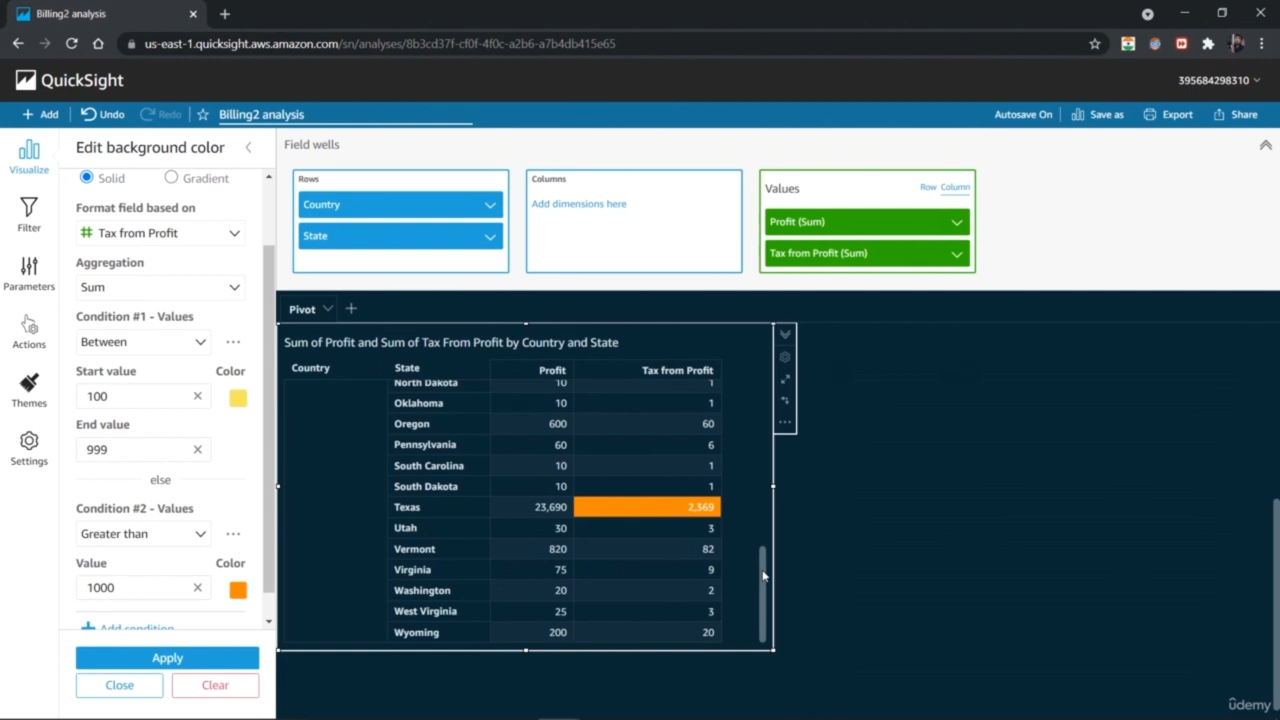 Billing2 analysis
us-east-1.quicksight.aws.amazon.com/sn/analyses/8b3cd37f-cf0f-4f0c-a2b6-a7b4db415e65
QuickSight
395684298310
Add
Undo
Redo
Billing2 analysis
Autosave On
Save as
Export
Share
Visualize
Filter
Parameters
Actions
Themes
Settings
Edit background color
Solid
Gradient
Format field based on
Tax from Profit
Aggregation
Sum
Condition #1 - Values
Between
Start value
Color
100
End value
999
else
Condition #2 - Values
Greater than
Value
Color
1000
Add condition
Apply
Close
Clear
Field wells
Rows
Country
State
Columns
Add dimensions here
Values
Row Column
Profit (Sum)
Tax from Profit (Sum)
Pivot
Sum of Profit and Sum of Tax From Profit by Country and State
Country State Profit Tax from Profit
North Dakota 10 1
Oklahoma 10 1
Oregon 600 60
Pennsylvania 60 6
South Carolina 10 1
South Dakota 10 1
Texas 23,690 2,369
Utah 30 3
Vermont 820 82
Virginia 75 9
Washington 20 2
West Virginia 25 3
Wyoming 200 20
ûdemy